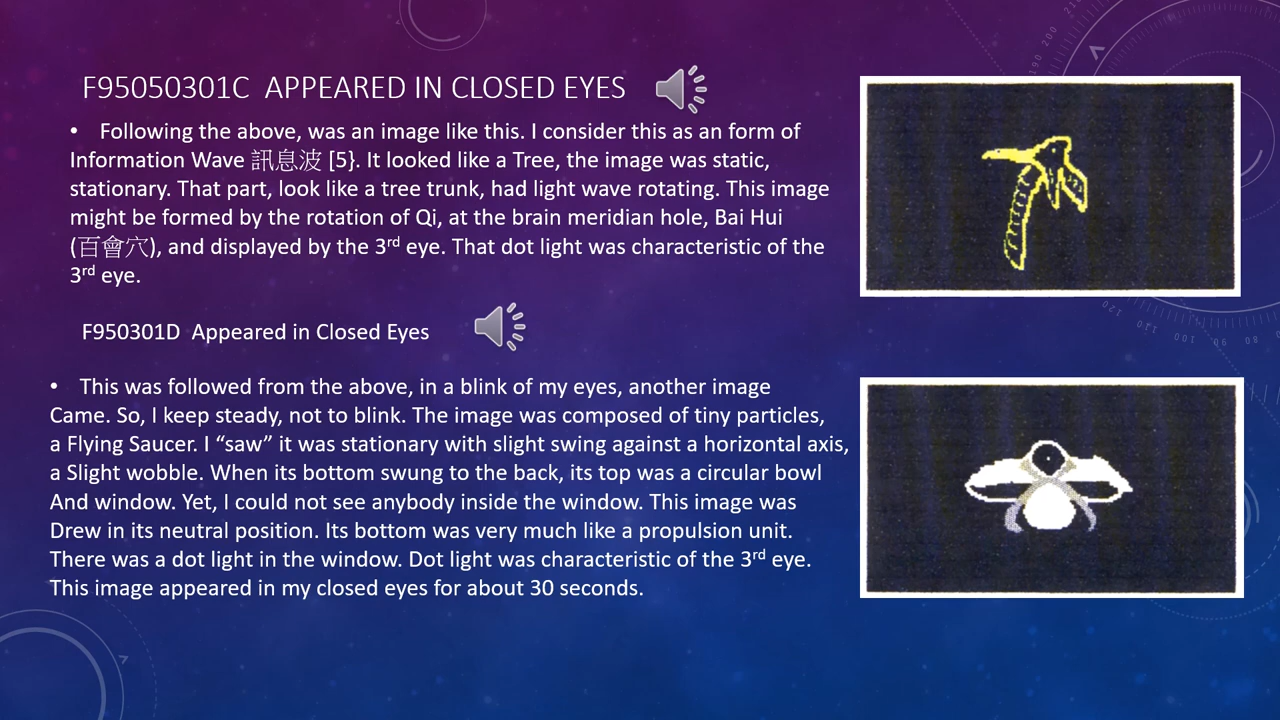 F95050301C  APPEARED IN CLOSED EYES
• Following the above, was an image like this. I consider this as an form of
Information Wave 訊息波 [5}. It looked like a Tree, the image was static,
stationary. That part, look like a tree trunk, had light wave rotating. This image
might be formed by the rotation of Qi, at the brain meridian hole, Bai Hui
(百會穴), and displayed by the 3rd eye. That dot light was characteristic of the
3rd eye.
F950301D  Appeared in Closed Eyes
• This was followed from the above, in a blink of my eyes, another image
Came. So, I keep steady, not to blink. The image was composed of tiny particles,
a Flying Saucer. I “saw” it was stationary with slight swing against a horizontal axis,
a Slight wobble. When its bottom swung to the back, its top was a circular bowl
And window. Yet, I could not see anybody inside the window. This image was
Drew in its neutral position. Its bottom was very much like a propulsion unit.
There was a dot light in the window. Dot light was characteristic of the 3rd eye.
This image appeared in my closed eyes for about 30 seconds.
190 200
210
120 110 100 90 80